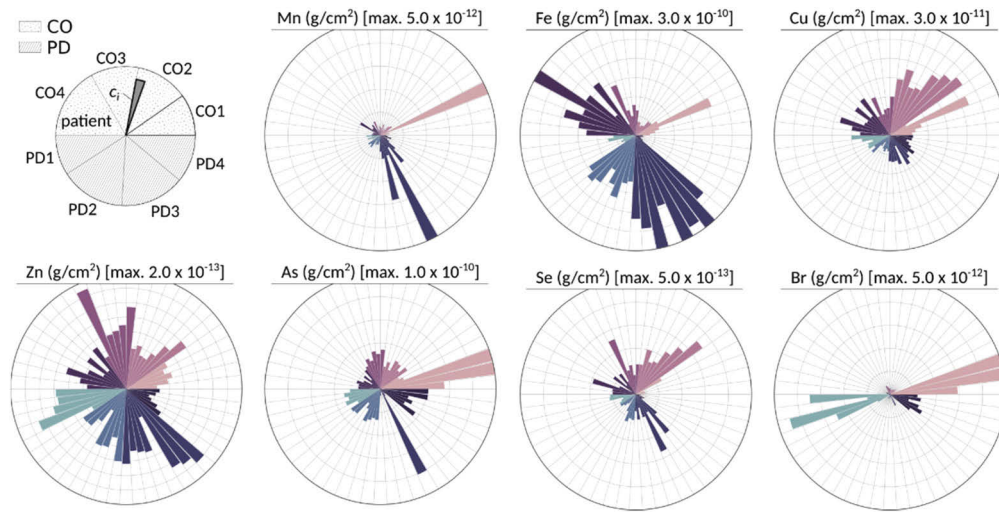 CO
PD
CO3
CO2
CO4
c_i
CO1
patient
PD1
PD4
PD2
PD3
Mn (g/cm²) [max. 5.0 x 10⁻¹²]
Fe (g/cm²) [max. 3.0 x 10⁻¹⁰]
Cu (g/cm²) [max. 3.0 x 10⁻¹¹]
Zn (g/cm²) [max. 2.0 x 10⁻¹³]
As (g/cm²) [max. 1.0 x 10⁻¹⁰]
Se (g/cm²) [max. 5.0 x 10⁻¹³]
Br (g/cm²) [max. 5.0 x 10⁻¹²]